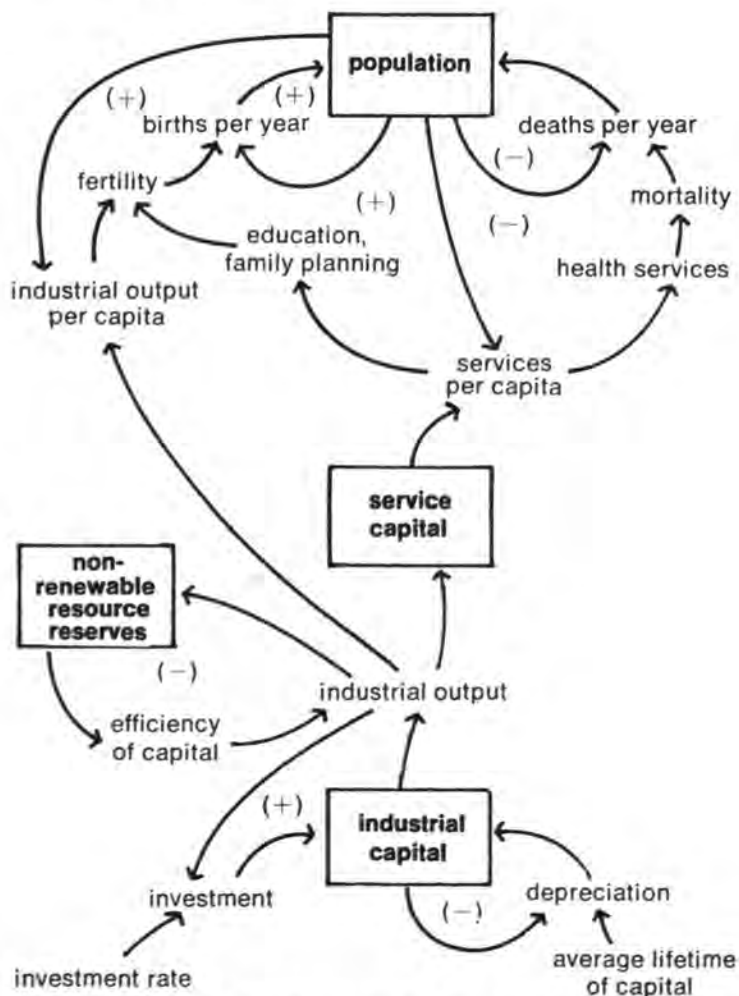 population
(+)
(+)
births per year
deaths per year
(−)
fertility
(+)
mortality
(−)
education,
family planning
health services
industrial output
per capita
services
per capita
service
capital
non-
renewable
resource
reserves
(−)
industrial output
efficiency
of capital
(+)
industrial
capital
investment
(−)
depreciation
investment rate
average lifetime
of capital